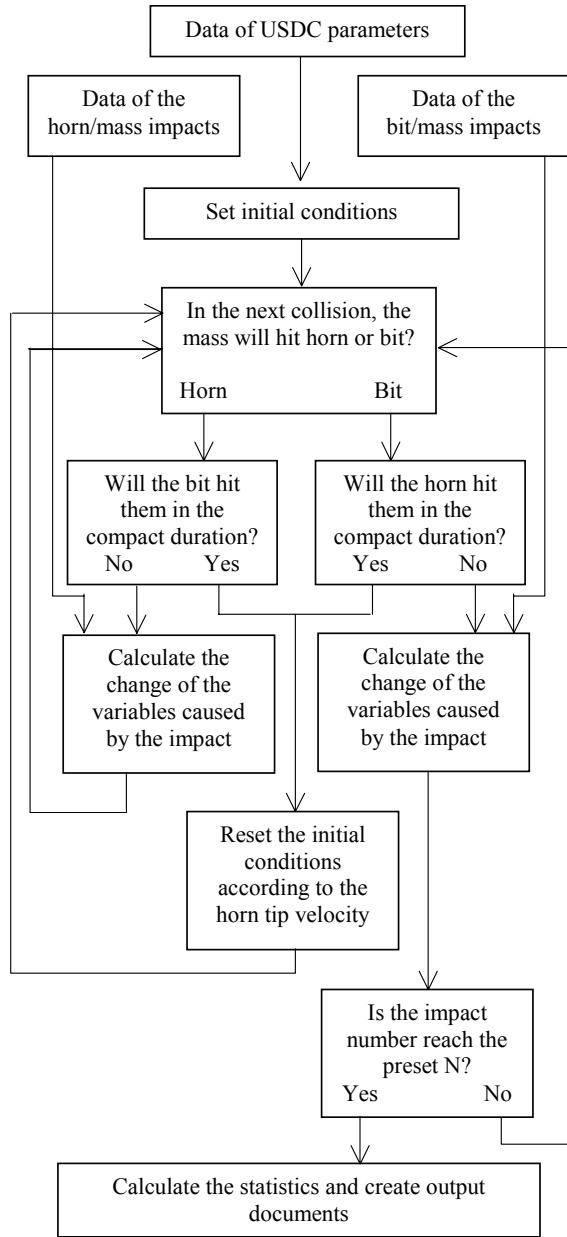 Data of USDC parameters
Data of the
horn/mass impacts
Data of the
bit/mass impacts
Set initial conditions
In the next collision, the
mass will hit horn or bit?
Horn Bit
Will the bit hit
them in the
compact duration?
No Yes
Will the horn hit
them in the
compact duration?
Yes No
Calculate the
change of the
variables caused
by the impact
Calculate the
change of the
variables caused
by the impact
Reset the initial
conditions
according to the
horn tip velocity
Is the impact
number reach the
preset N?
Yes No
Calculate the statistics and create output
documents